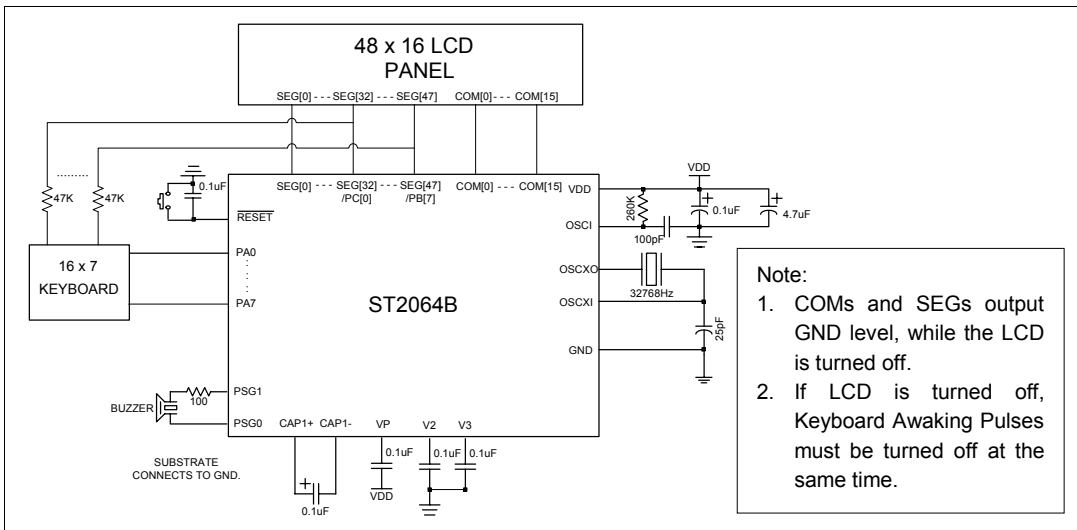 48 x 16 LCD
PANEL
SEG[0] - - - SEG[32] - - - SEG[47] COM[0] - - - COM[15]
47K
47K
0.1uF
SEG[0] - - - SEG[32] - - - SEG[47] COM[0] - - - COM[15]
/PC[0] /PB[7]
RESET
16 x 7
KEYBOARD
PA0
PA7
ST2064B
VDD
VDD
OSCI
260K
100pF
0.1uF
4.7uF
OSCXO
32768Hz
OSCXI
25pF
GND
BUZZER
100
PSG1
PSG0
CAP1+ CAP1- VP V2 V3
0.1uF
0.1uF
0.1uF
0.1uF
VDD
SUBSTRATE
CONNECTS TO GND.
Note:
1. COMs and SEGs output
GND level, while the LCD
is turned off.
2. If LCD is turned off,
Keyboard Awaking Pulses
must be turned off at the
same time.